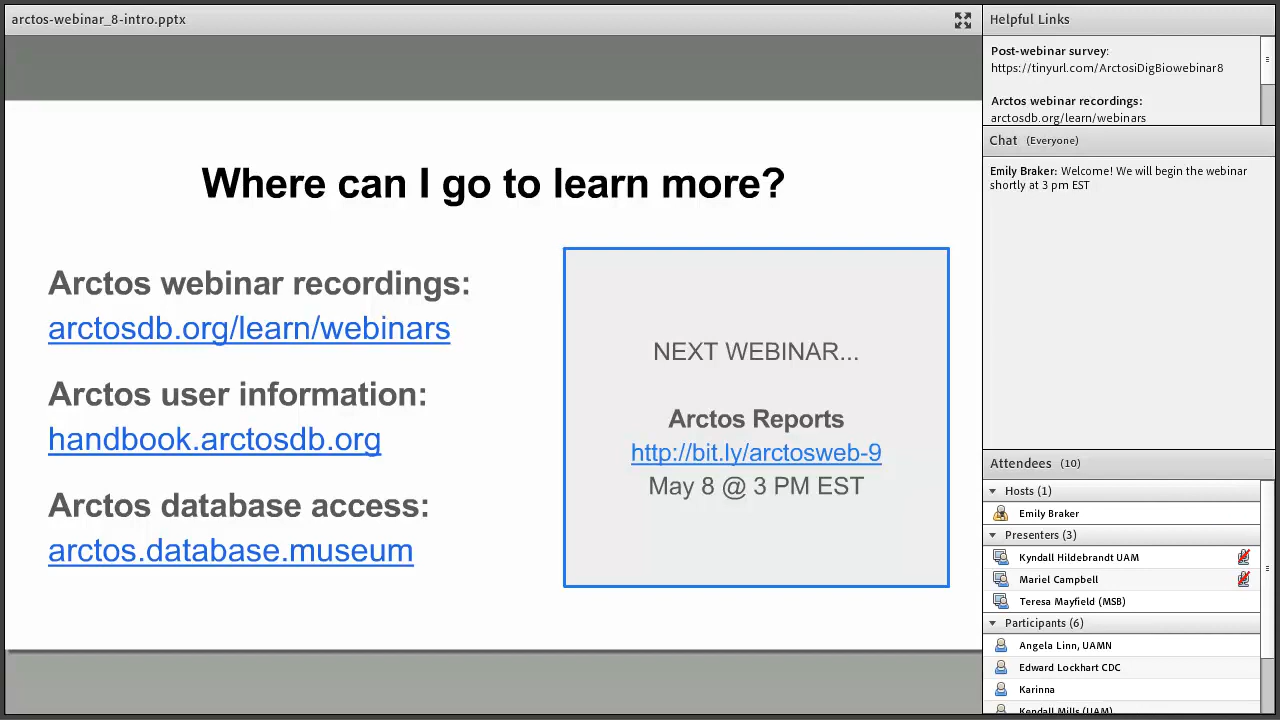 arctos-webinar_8-intro.pptx
Where can I go to learn more?
Arctos webinar recordings:
arctosdb.org/learn/webinars
Arctos user information:
handbook.arctosdb.org
Arctos database access:
arctos.database.museum
NEXT WEBINAR...
Arctos Reports
http://bit.ly/arctosweb-9
May 8 @ 3 PM EST
Helpful Links
Post-webinar survey:
https://tinyurl.com/ArctosiDigBiowebinar8
Arctos webinar recordings:
arctosdb.org/learn/webinars
Chat (Everyone)
Emily Braker: Welcome! We will begin the webinar
shortly at 3 pm EST
Attendees (10)
Hosts (1)
Emily Braker
Presenters (3)
Kyndall Hildebrandt UAM
Mariel Campbell
Teresa Mayfield (MSB)
Participants (6)
Angela Linn, UAMN
Edward Lockhart CDC
Karinna
Kendall Mills (UAM)